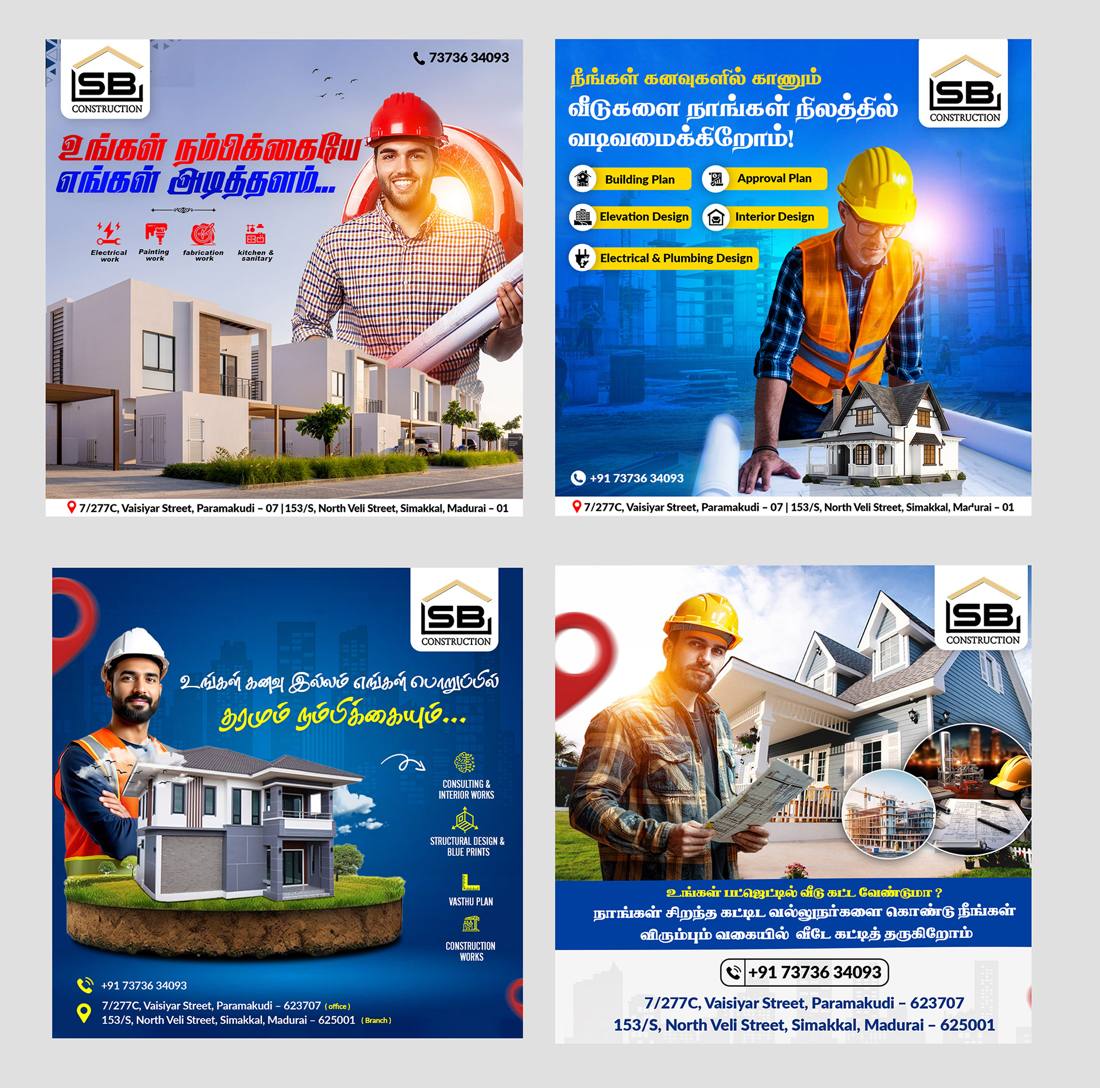 SB
CONSTRUCTION
73736 34093
உங்கள் நம்பிக்கையே
எங்கள் அடித்தளம்...
Electrical work
Painting work
fabrication work
kitchen & sanitary
7/277C, Vaisiyar Street, Paramakudi – 07 | 153/S, North Veli Street, Simakkal, Madurai – 01
SB
CONSTRUCTION
நீங்கள் கனவுகளில் காணும்
வீடுகளை நாங்கள் நிலத்தில்
வடிவமைக்கிறோம்!
Building Plan
Approval Plan
Elevation Design
Interior Design
Electrical & Plumbing Design
+91 73736 34093
7/277C, Vaisiyar Street, Paramakudi – 07 | 153/S, North Veli Street, Simakkal, Madurai – 01
SB
CONSTRUCTION
உங்கள் கனவு இல்லம் எங்கள் பொறுப்பில்
தரமும் நம்பிக்கையும்...
CONSULTING &
INTERIOR WORKS
STRUCTURAL DESIGN &
BLUE PRINTS
VASTHU PLAN
CONSTRUCTION
WORKS
+91 73736 34093
7/277C, Vaisiyar Street, Paramakudi – 623707 ( office )
153/S, North Veli Street, Simakkal, Madurai – 625001 ( Branch )
SB
CONSTRUCTION
உங்கள் பட்ஜெட்டில் வீடு கட்ட வேண்டுமா ?
நாங்கள் சிறந்த கட்டிட வல்லுநர்களை கொண்டு நீங்கள்
விரும்பும் வகையில் வீடே கட்டித் தருகிறோம்
+91 73736 34093
7/277C, Vaisiyar Street, Paramakudi – 623707
153/S, North Veli Street, Simakkal, Madurai – 625001